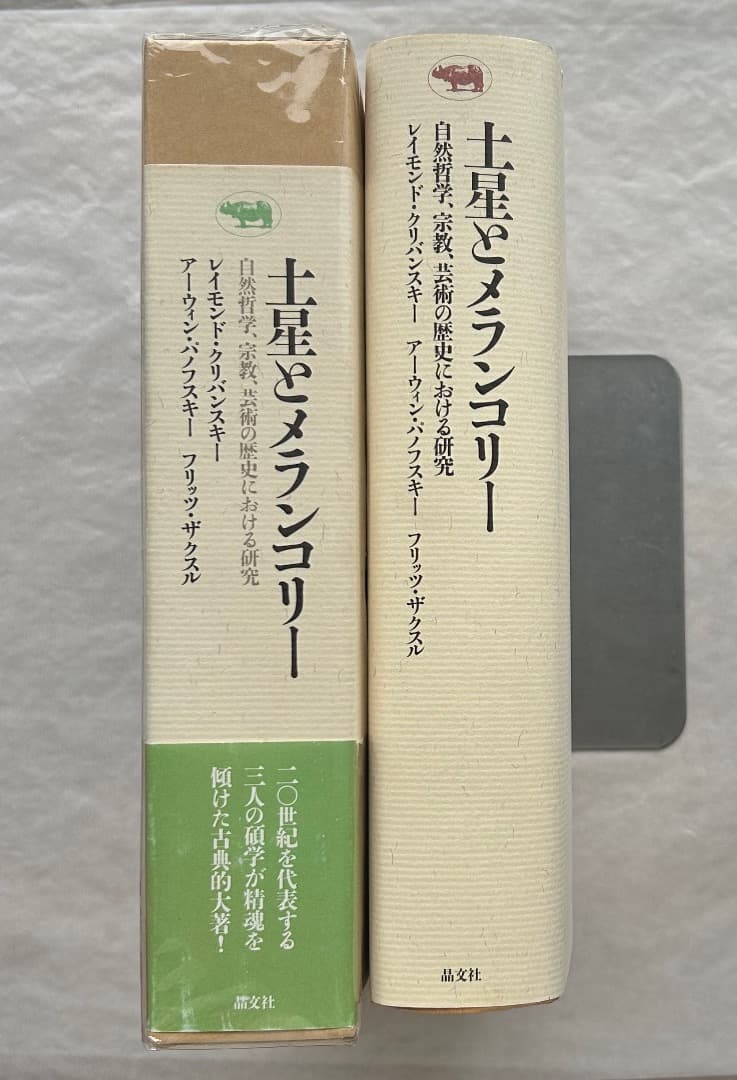 土星とメランコリー
自然哲学、宗教、芸術の歴史における研究
レイモンド・クリバンスキー
アーウィン・パノフスキー フリッツ・ザクスル
二〇世紀を代表する
三人の碩学が精魂を
傾けた古典的大著!
晶文社
土星とメランコリー
自然哲学、宗教、芸術の歴史における研究
レイモンド・クリバンスキー アーウィン・パノフスキー フリッツ・ザクスル
晶文社